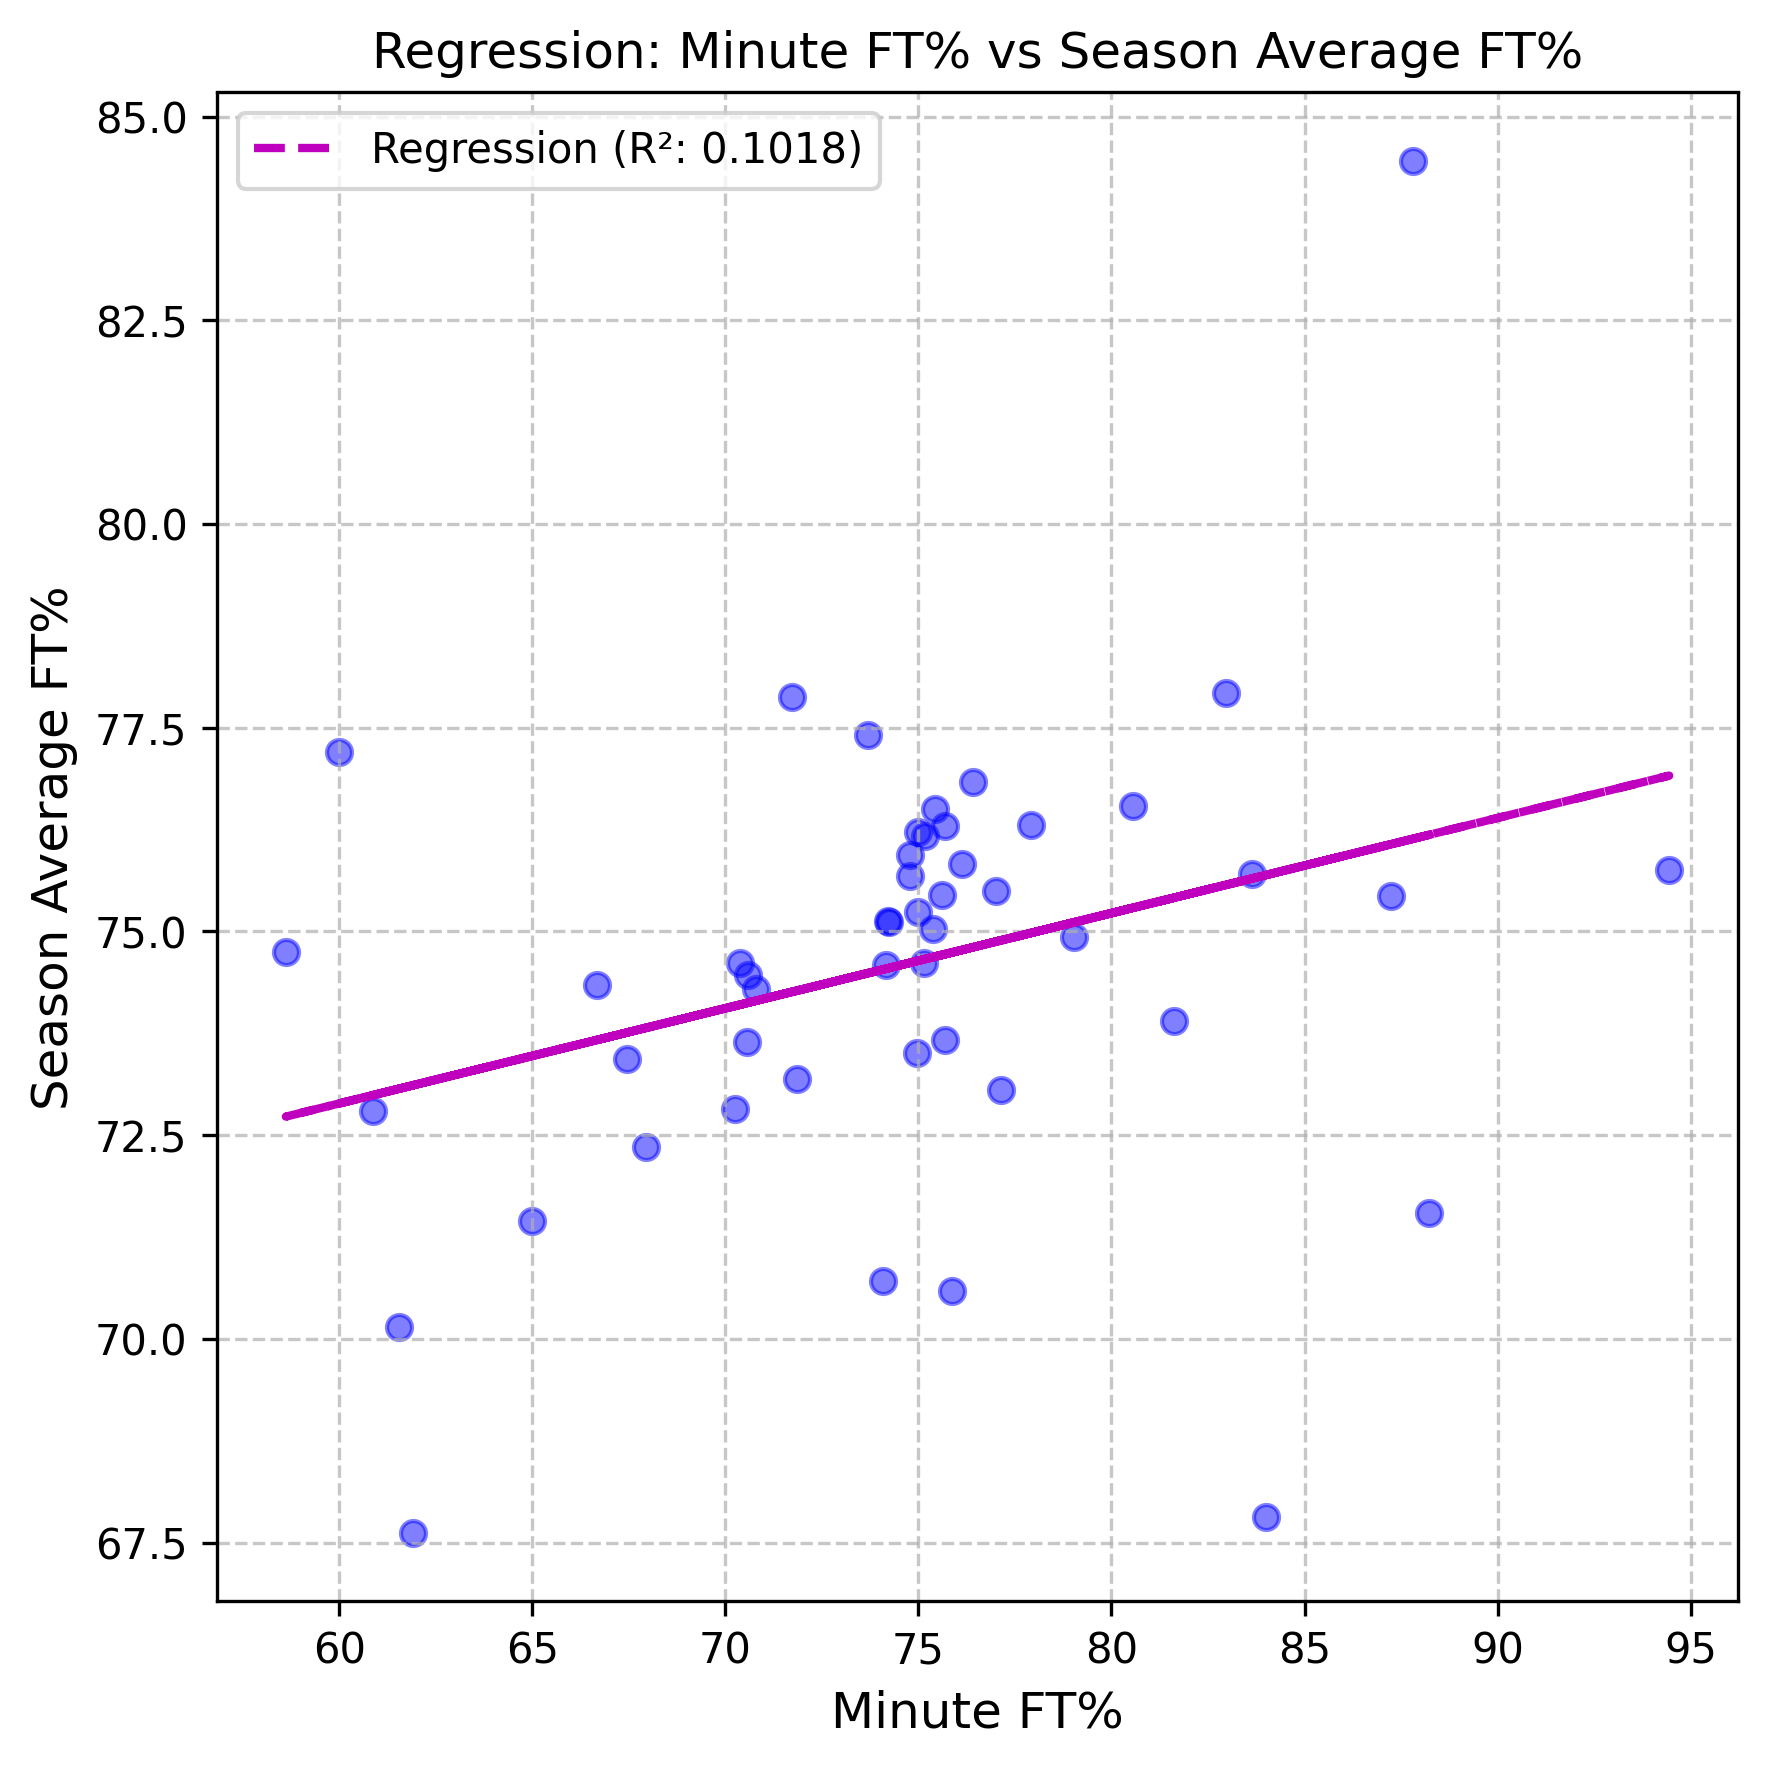 Regression: Minute FT% vs Season Average FT%
Regression (R²: 0.1018)
85.0
82.5
80.0
77.5
75.0
72.5
70.0
67.5
Season Average FT%
60 65 70 75 80 85 90 95
Minute FT%